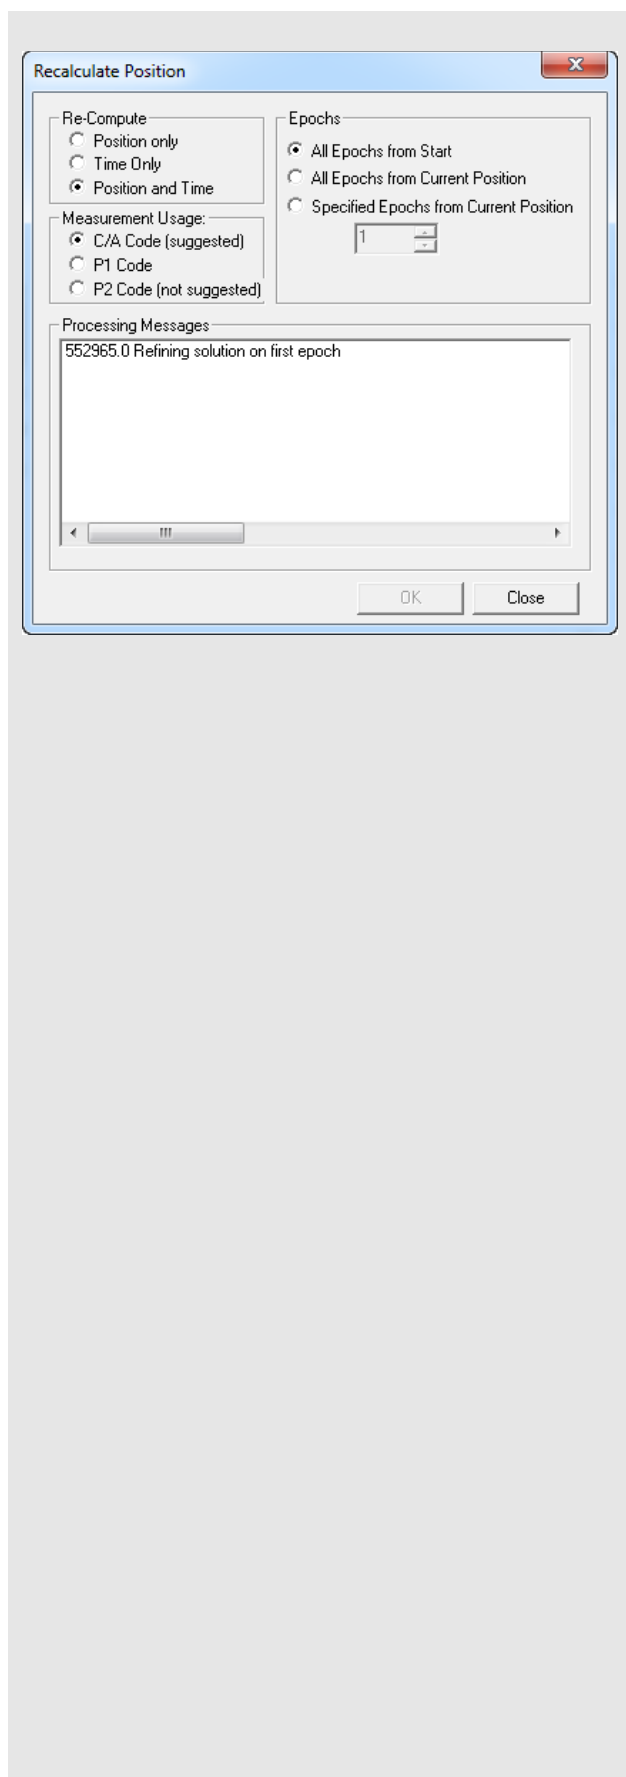 Recalculate Position
Re-Compute
Position only
Time Only
Position and Time
Measurement Usage:
C/A Code (suggested)
P1 Code
P2 Code (not suggested)
Epochs
All Epochs from Start
All Epochs from Current Position
Specified Epochs from Current Position
1
Processing Messages
552965.0 Refining solution on first epoch
OK
Close